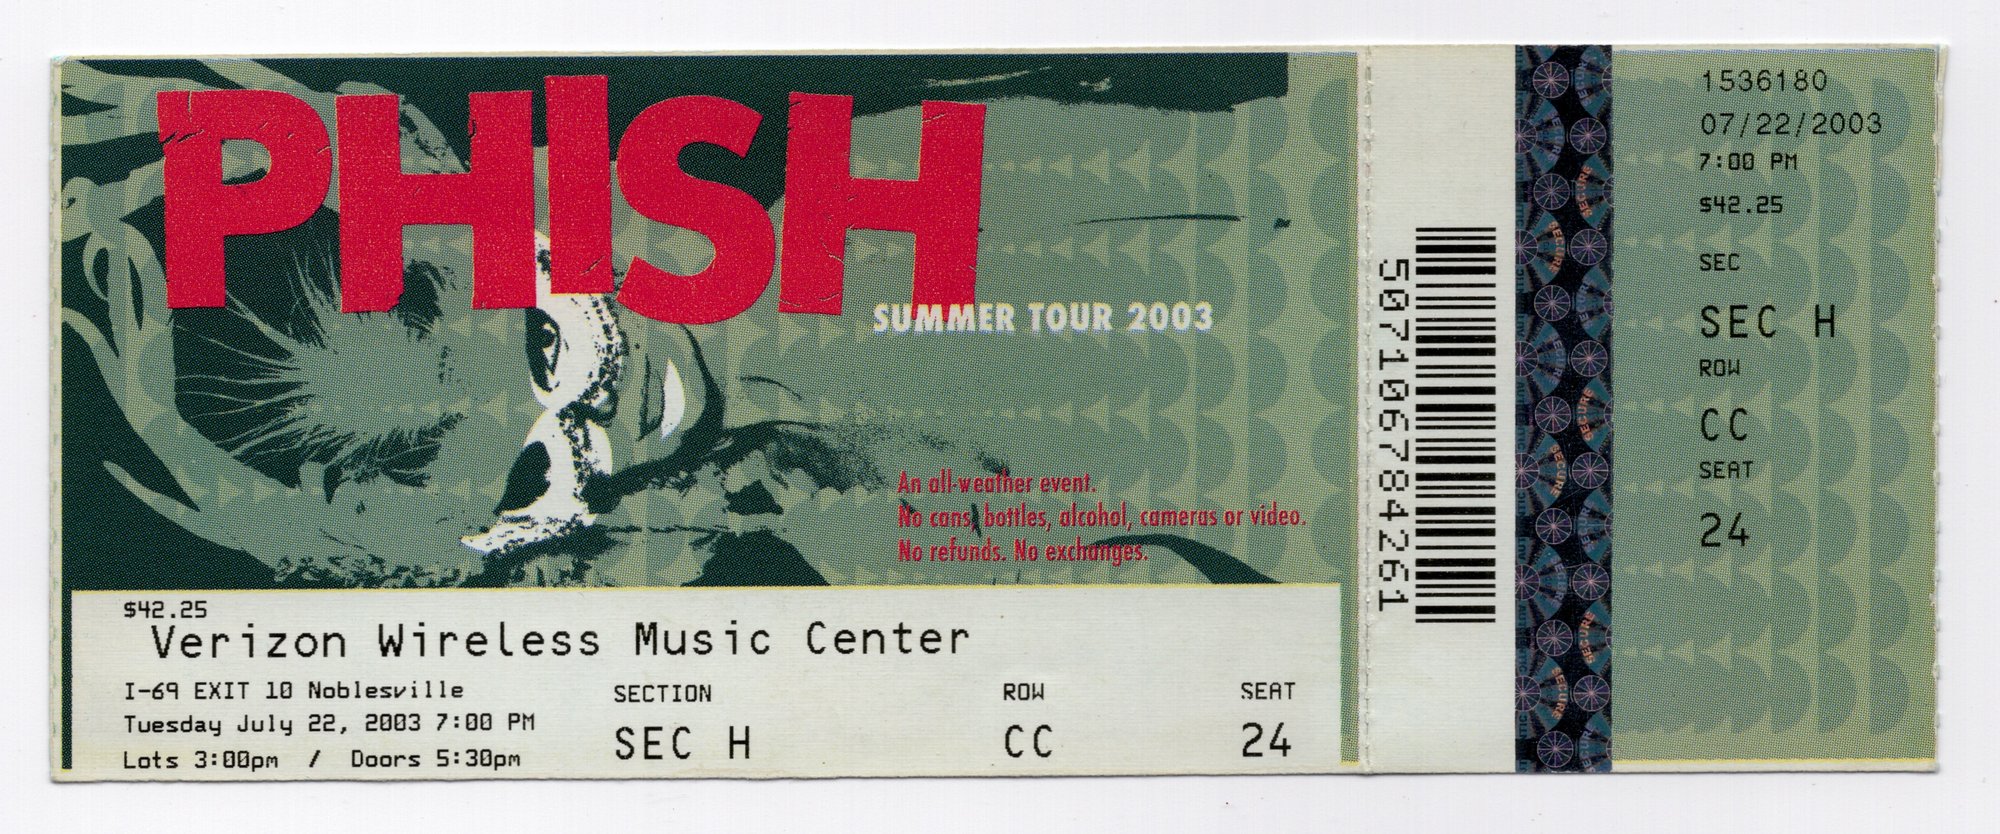 PHISH
SUMMER TOUR 2003
An all-weather event.
No cans, bottles, alcohol, cameras or video.
No refunds. No exchanges.
$42.25
Verizon Wireless Music Center
I-69 EXIT 10 Noblesville
Tuesday July 22, 2003 7:00 PM
Lots 3:00pm / Doors 5:30pm
SECTION
SEC H
ROW
CC
SEAT
24
507106784261
SECURE
AUTHENTIC
1536180
07/22/2003
7:00 PM
$42.25
SEC
SEC H
ROW
CC
SEAT
24